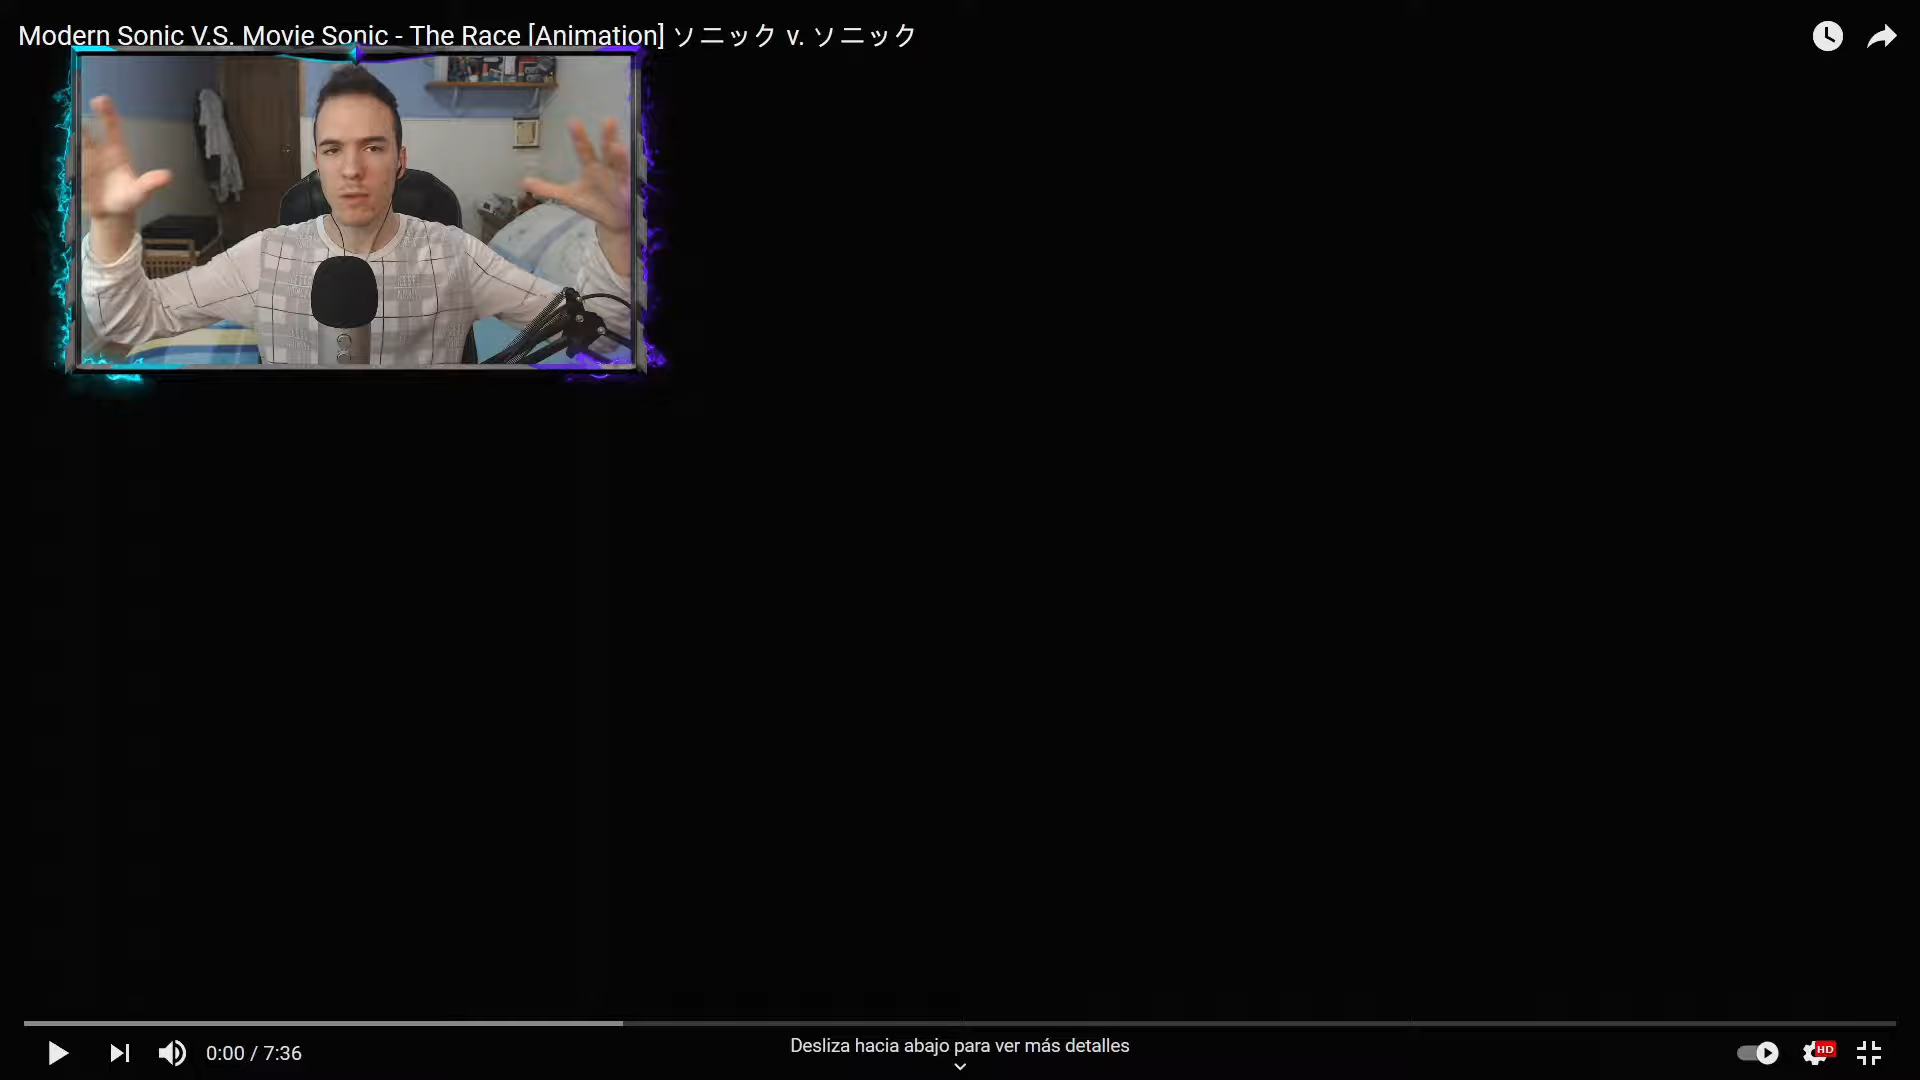 Modern Sonic V.S. Movie Sonic - The Race [Animation] ソニック v. ソニック
0:00 / 7:36
Desliza hacia abajo para ver más detalles
HD